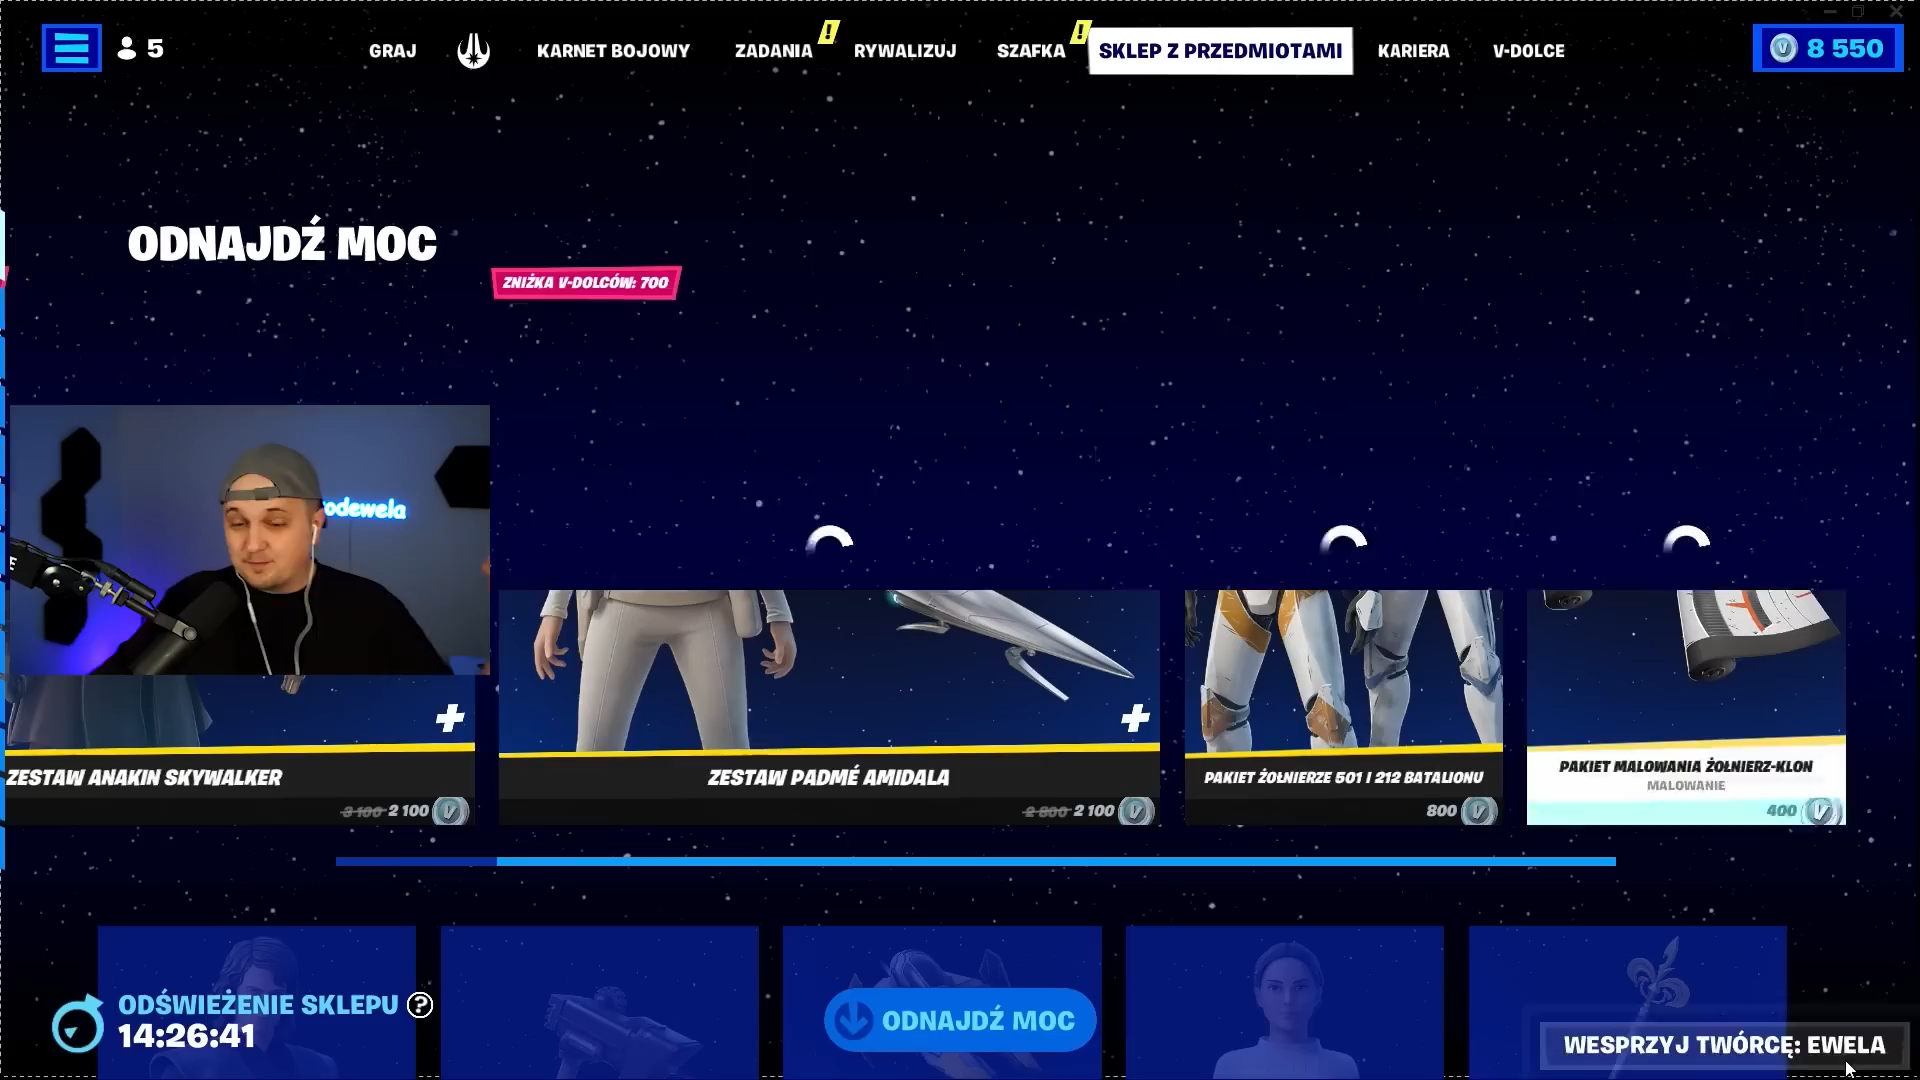 5
GRAJ
KARNET BOJOWY
ZADANIA
!
RYWALIZUJ
SZAFKA
!
SKLEP Z PRZEDMIOTAMI
KARIERA
V-DOLCE
8 550
ODNAJDŹ MOC
ZNIŻKA V-DOLCÓW: 700
odewela
E
ZESTAW ANAKIN SKYWALKER
3 100 2 100
ZESTAW PADMÉ AMIDALA
2 800 2 100
PAKIET ŻOŁNIERZE 501 I 212 BATALIONU
800
PAKIET MALOWANIA ŻOŁNIERZ-KLON
MALOWANIE
400
ODŚWIEŻENIE SKLEPU ?
14:26:41
ODNAJDŹ MOC
WESPRZYJ TWÓRCĘ: EWELA